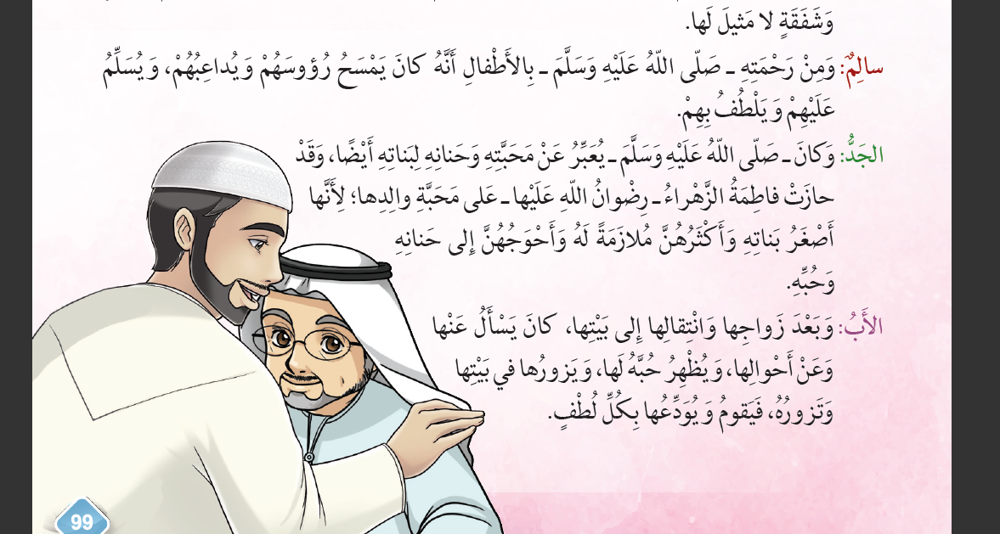 وَشَفَقَةٍ لا مَثيلَ لَها.
سالِمٌ: وَمِنْ رَحْمَتِهِ ـ صَلّى اللّهُ عَلَيْهِ وَسَلَّمَ ـ بِالأَطْفالِ أَنَّهُ كانَ يَمْسَحُ رُؤوسَهُمْ وَيُداعِبُهُمْ، وَيُسَلِّمُ
عَلَيْهِمْ وَيَلْطُفُ بِهِمْ.
الجَدُّ: وَكانَ ـ صَلّى اللّهُ عَلَيْهِ وَسَلَّمَ ـ يُعَبِّرُ عَنْ مَحَبَّتِهِ وَحَنانِهِ لِبَناتِهِ أَيْضًا، وَقَدْ
حازَتْ فاطِمَةُ الزَّهْراءُ ـ رِضْوانُ اللّهِ عَلَيْها ـ عَلى مَحَبَّةِ والِدِها؛ لِأَنَّها
أَصْغَرُ بَناتِهِ وَأَكْثَرُهُنَّ مُلازَمَةً لَهُ وَأَحْوَجُهُنَّ إِلى حَنانِهِ
وَحُبِّهِ.
الأَبُ: وَبَعْدَ زَواجِها وَانْتِقالِها إِلى بَيْتِها، كانَ يَسْأَلُ عَنْها
وَعَنْ أَحْوالِها، وَيُظْهِرُ حُبَّهُ لَها، وَيَزورُها في بَيْتِها
وَتَزورُهُ، فَيَقومُ وَيُوَدِّعُها بِكُلِّ لُطْفٍ.
99